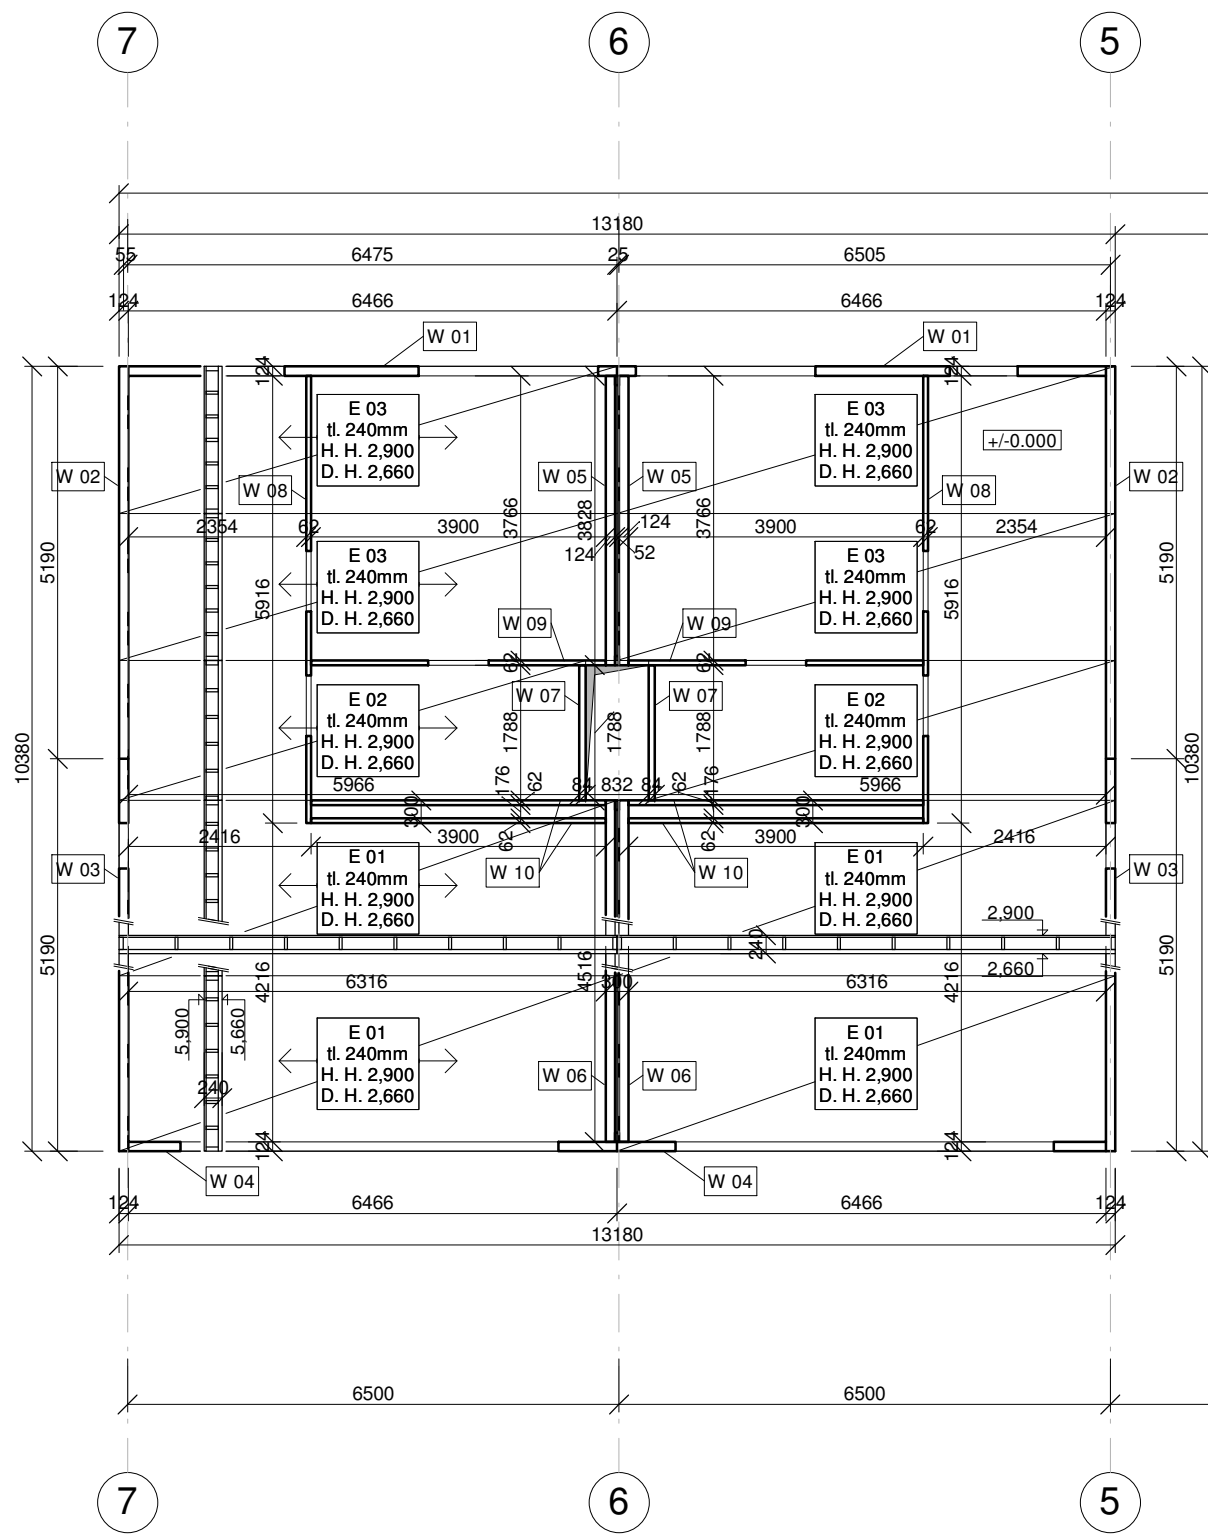 7 6 5
13180
55 6475 25 6505
124 6466 6466 124
W 01 W 01
124 124
E 03
tl. 240mm
H. H. 2,900
D. H. 2,660
E 03
tl. 240mm
H. H. 2,900
D. H. 2,660
+/-0.000
W 02 W 08 W 05 W 05 W 08 W 02
3766 3828 3766
2354 62 3900 124 3900 62 2354
124 52
5190 5190
5916 5916
E 03
tl. 240mm
H. H. 2,900
D. H. 2,660
E 03
tl. 240mm
H. H. 2,900
D. H. 2,660
W 09 W 09
62 62
W 07 W 07
E 02
tl. 240mm
H. H. 2,900
D. H. 2,660
E 02
tl. 240mm
H. H. 2,900
D. H. 2,660
1788 1788 1788
10380 10380
176 62 62 176
5966 84 832 84 5966
300 300
62 62
2416 3900 3900 2416
W 03 W 10 W 10 W 03
E 01
tl. 240mm
H. H. 2,900
D. H. 2,660
E 01
tl. 240mm
H. H. 2,900
D. H. 2,660
2,900
240
2,660
5190 5190
4216 4516 4216
6316 300 6316
5,900 5,660
240
E 01
tl. 240mm
H. H. 2,900
D. H. 2,660
E 01
tl. 240mm
H. H. 2,900
D. H. 2,660
W 06 W 06
124 124
W 04 W 04
124 6466 6466 124
13180
6500 6500
7 6 5